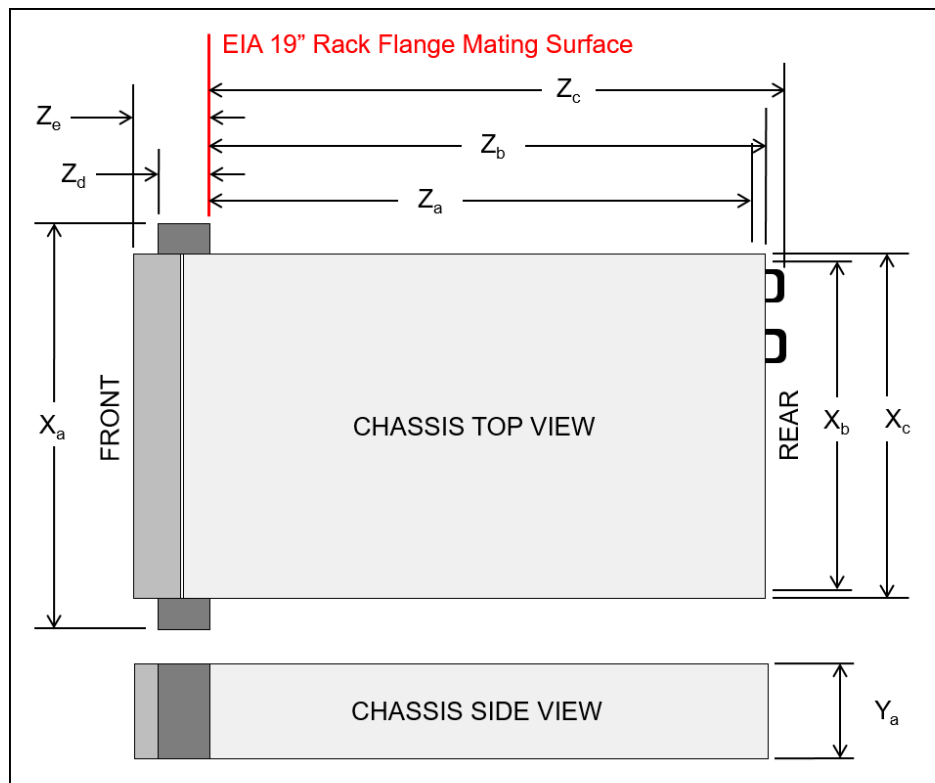 EIA 19” Rack Flange Mating Surface
Zc
Ze
Zb
Zd
Za
FRONT
Xa
CHASSIS TOP VIEW
REAR
Xb
Xc
CHASSIS SIDE VIEW
Ya